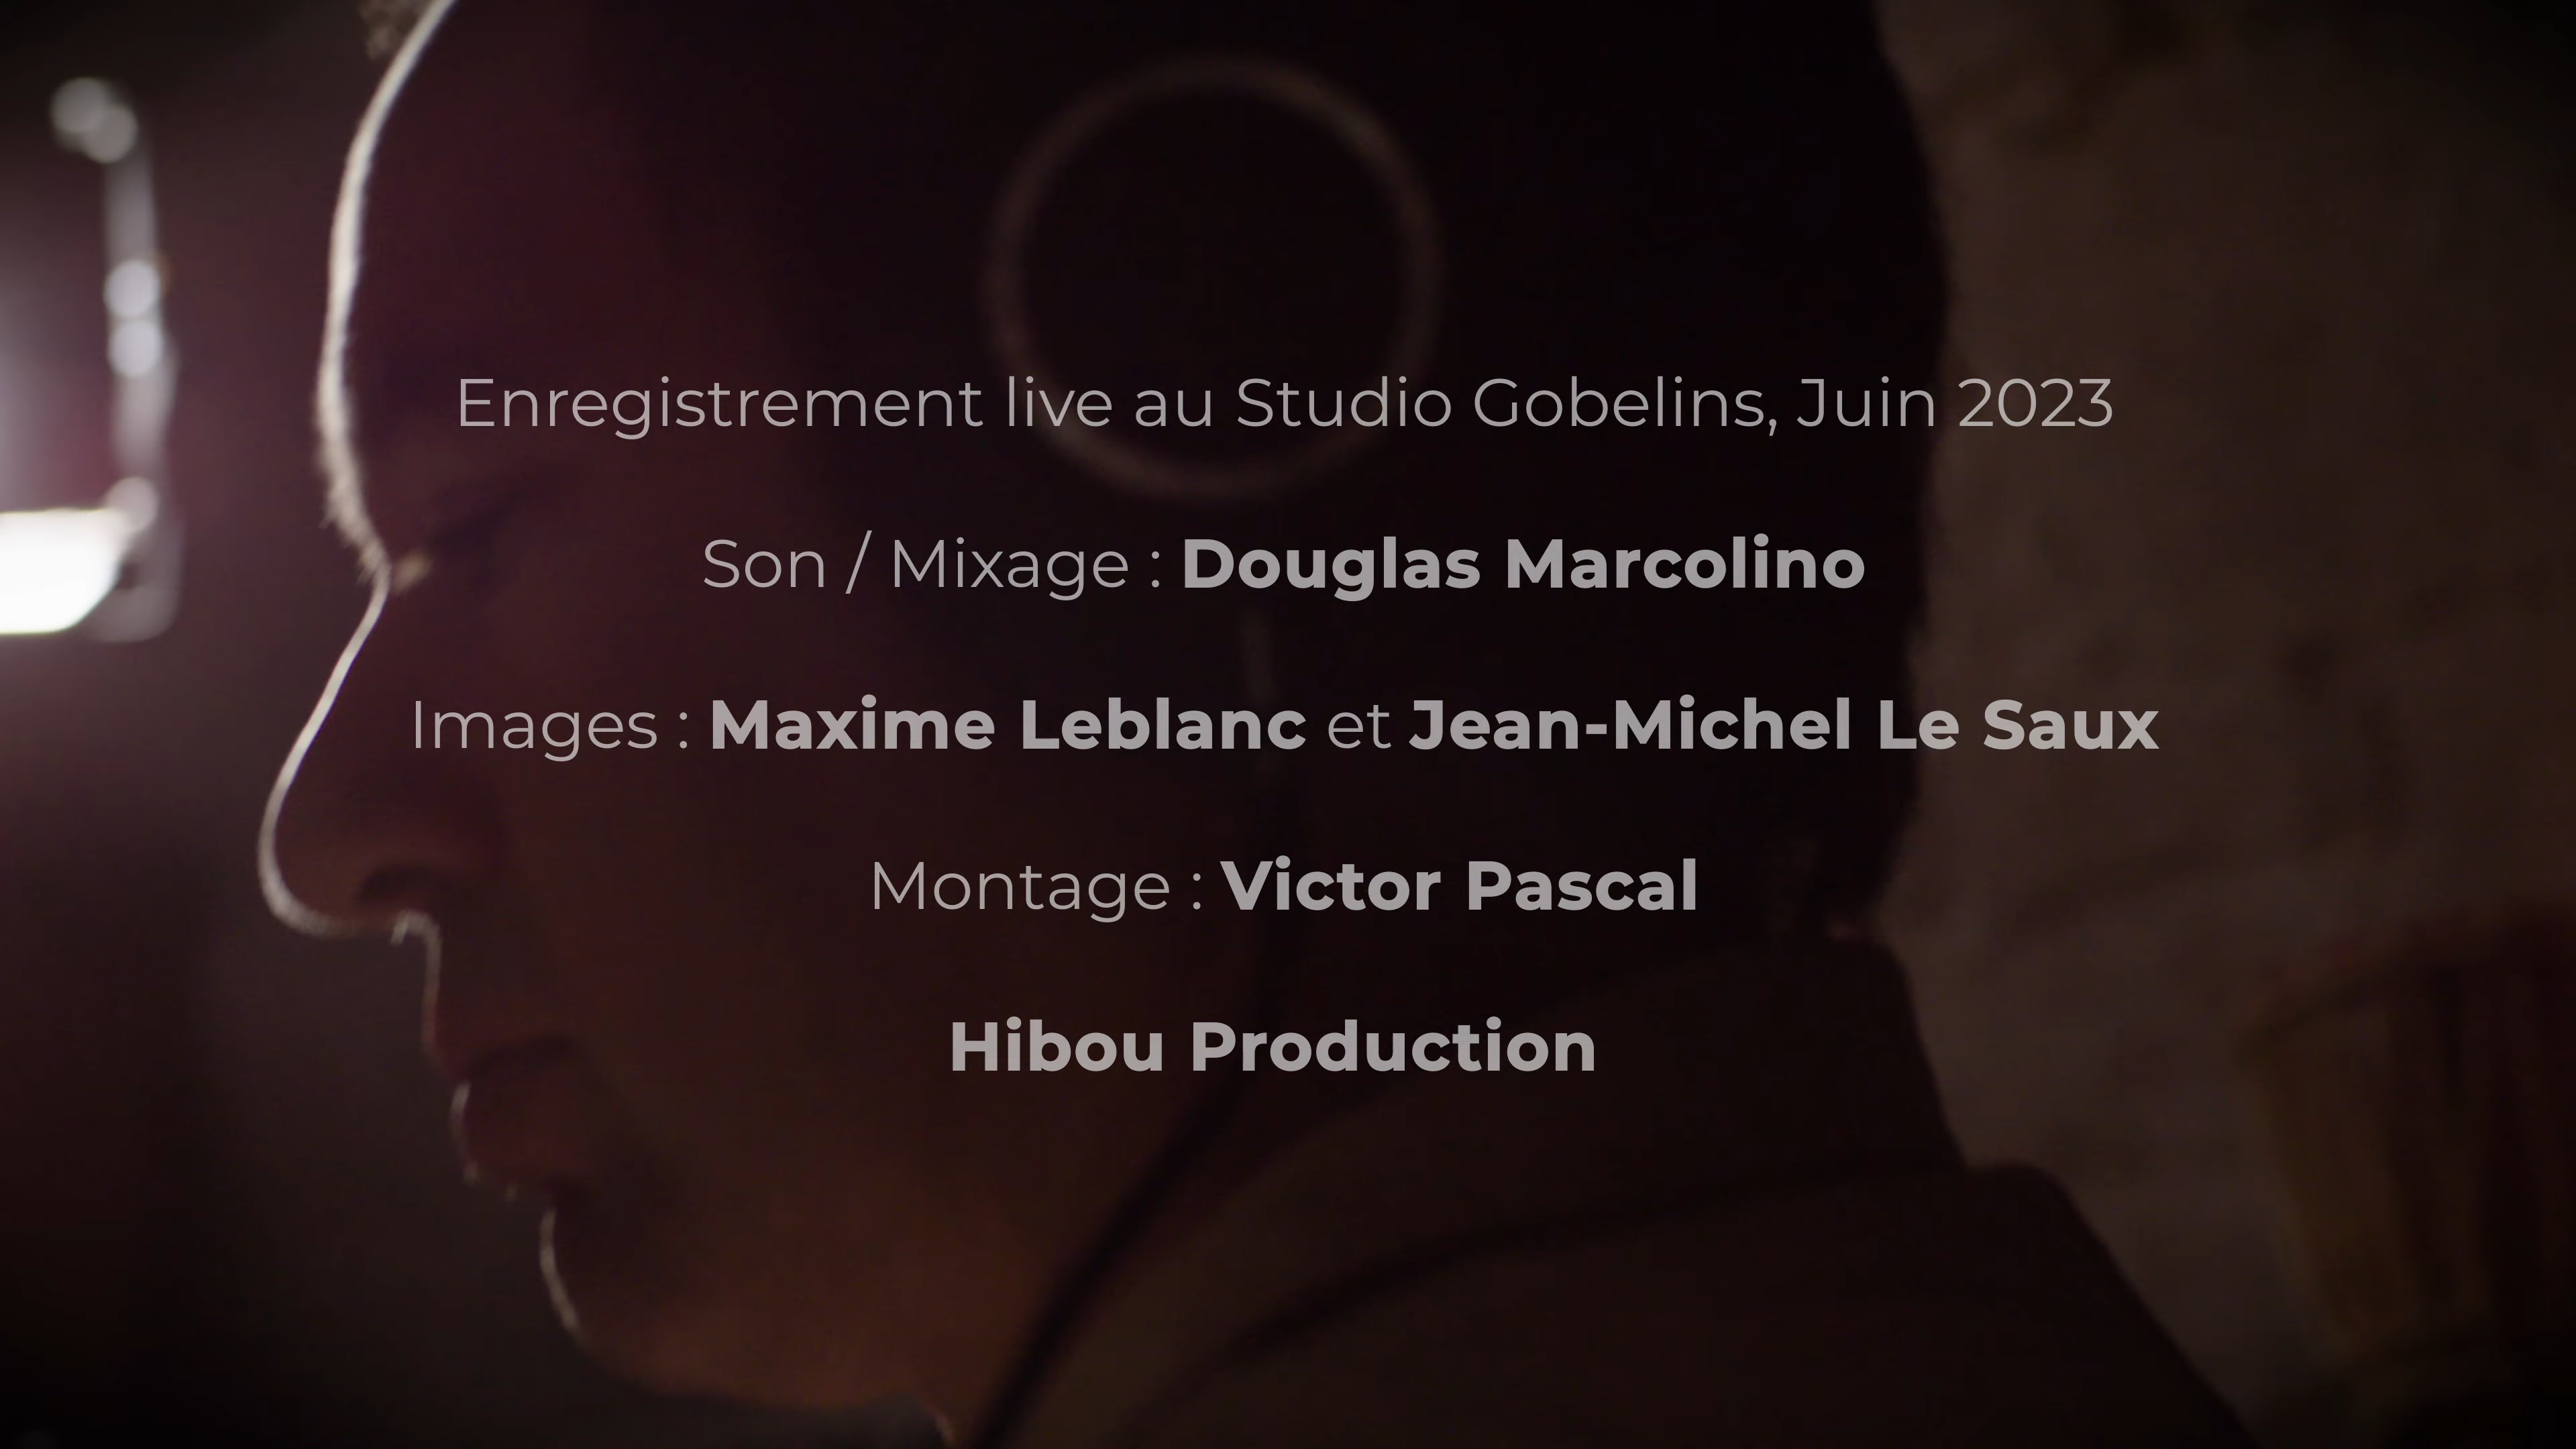 Enregistrement live au Studio Gobelins, Juin 2023
Son / Mixage : Douglas Marcolino
Images : Maxime Leblanc et Jean-Michel Le Saux
Montage : Victor Pascal
Hibou Production